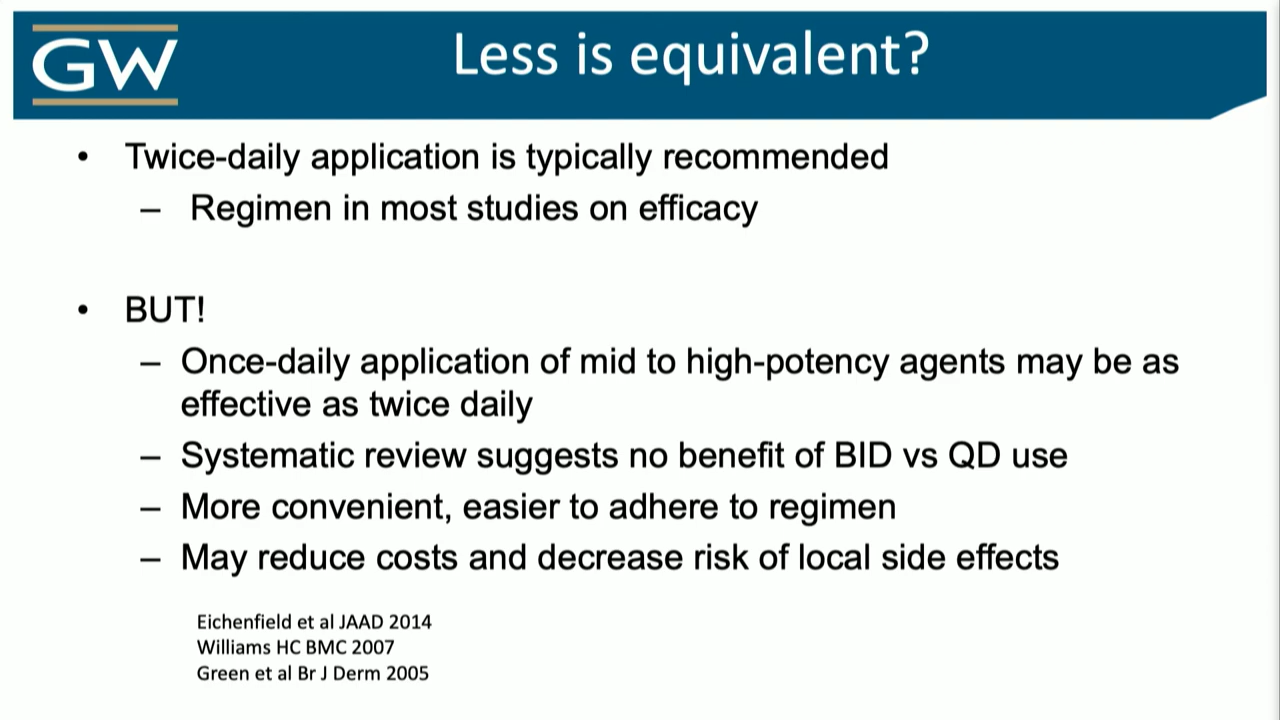 GW
Less is equivalent?
• Twice-daily application is typically recommended
– Regimen in most studies on efficacy
• BUT!
– Once-daily application of mid to high-potency agents may be as
effective as twice daily
– Systematic review suggests no benefit of BID vs QD use
– More convenient, easier to adhere to regimen
– May reduce costs and decrease risk of local side effects
Eichenfield et al JAAD 2014
Williams HC BMC 2007
Green et al Br J Derm 2005